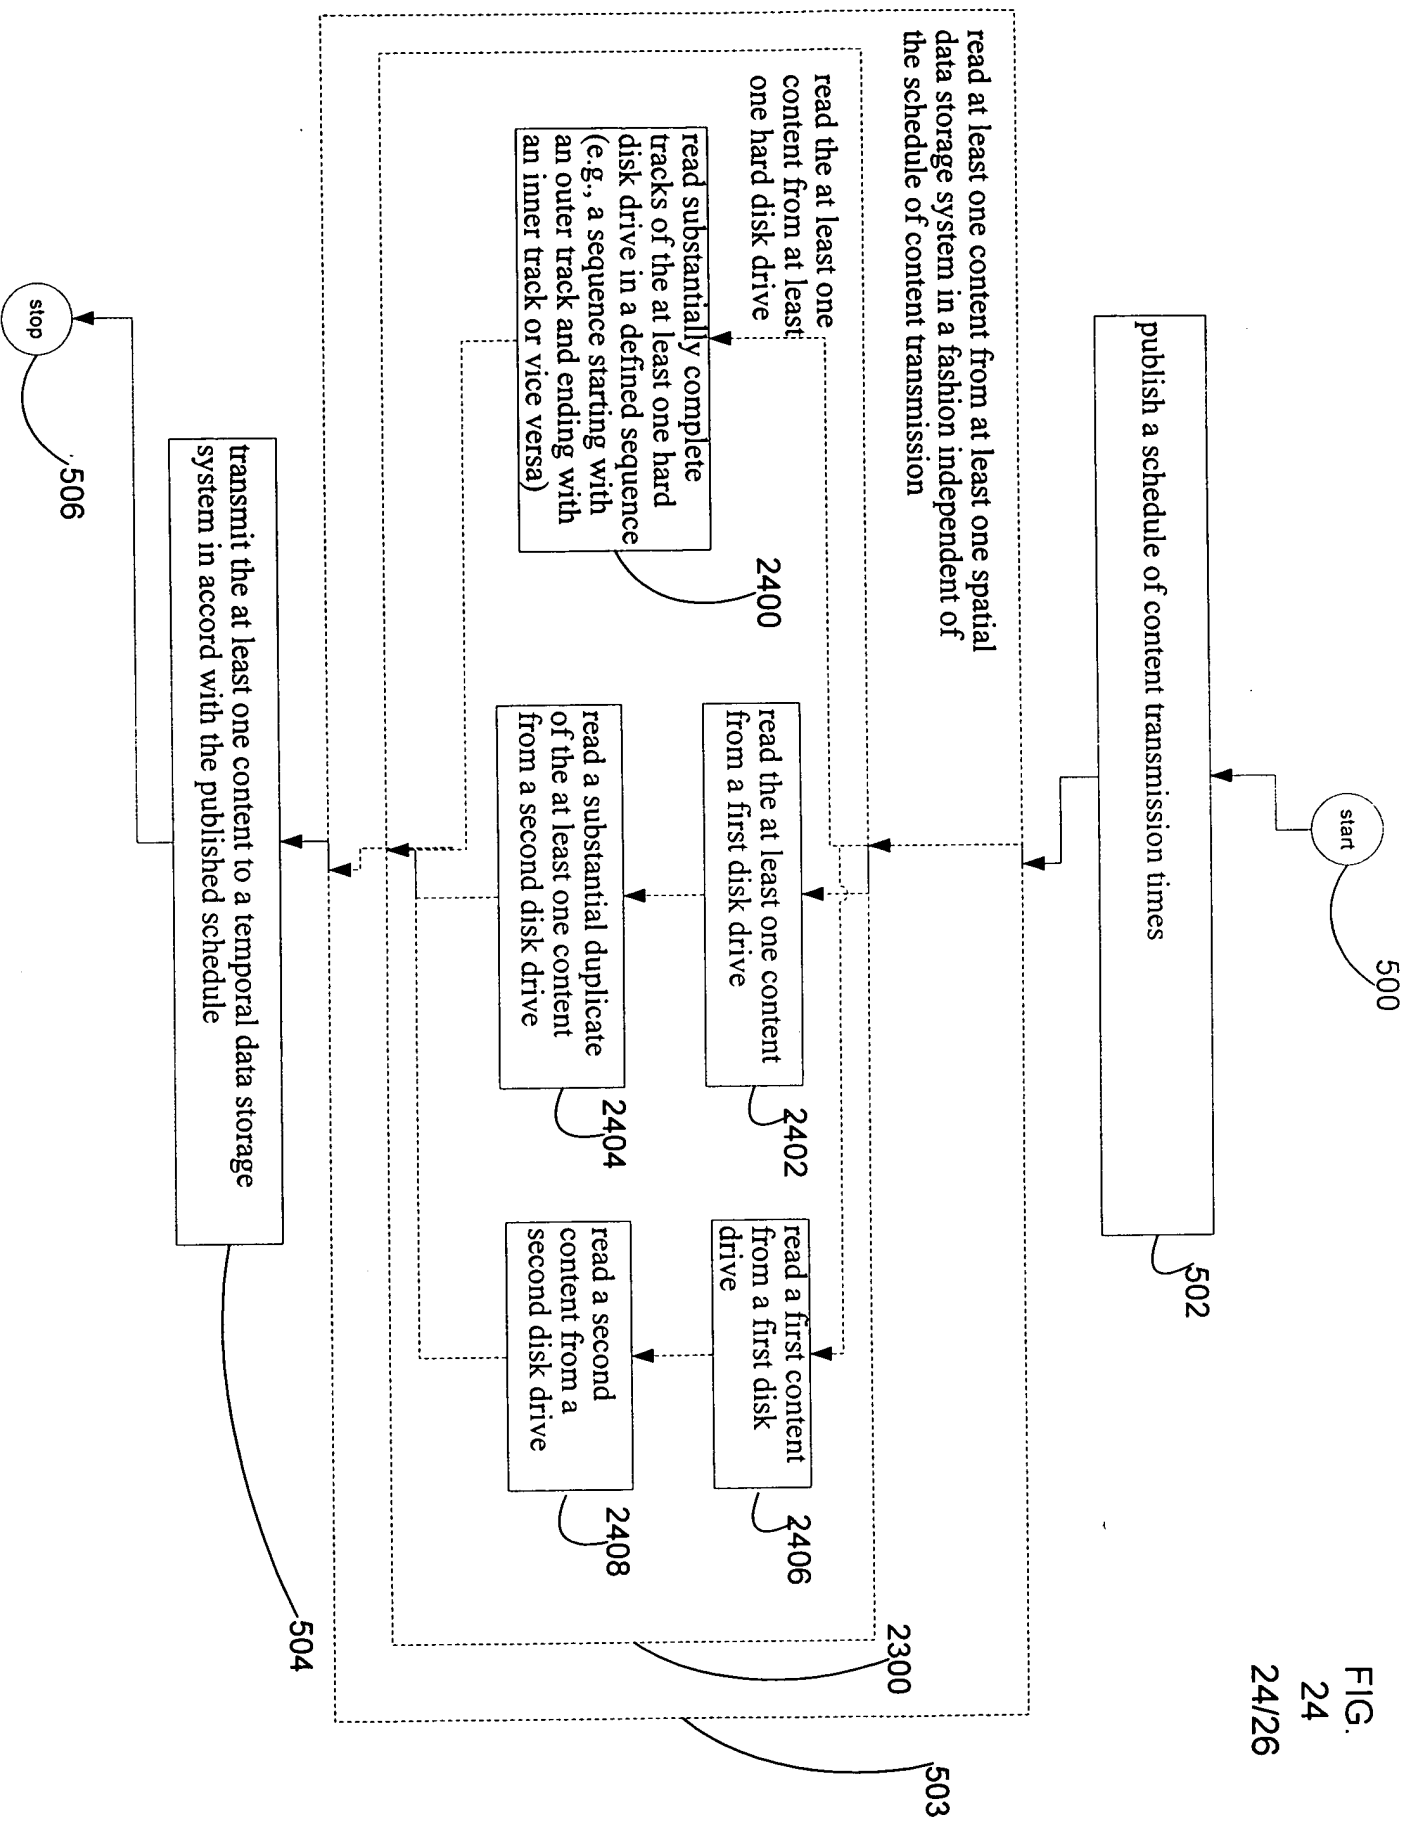 FIG.
24
24/26
start
500
publish a schedule of content transmission times
502
read at least one content from at least one spatial
data storage system in a fashion independent of
the schedule of content transmission
503
read the at least one
content from at least
one hard disk drive
2300
read substantially complete
tracks of the at least one hard
disk drive in a defined sequence
(e.g., a sequence starting with
an outer track and ending with
an inner track or vice versa)
2400
read the at least one content
from a first disk drive
2402
read a substantial duplicate
of the at least one content
from a second disk drive
2404
read a first content
from a first disk
drive
2406
read a second
content from a
second disk drive
2408
transmit the at least one content to a temporal data storage
system in accord with the published schedule
504
stop
506